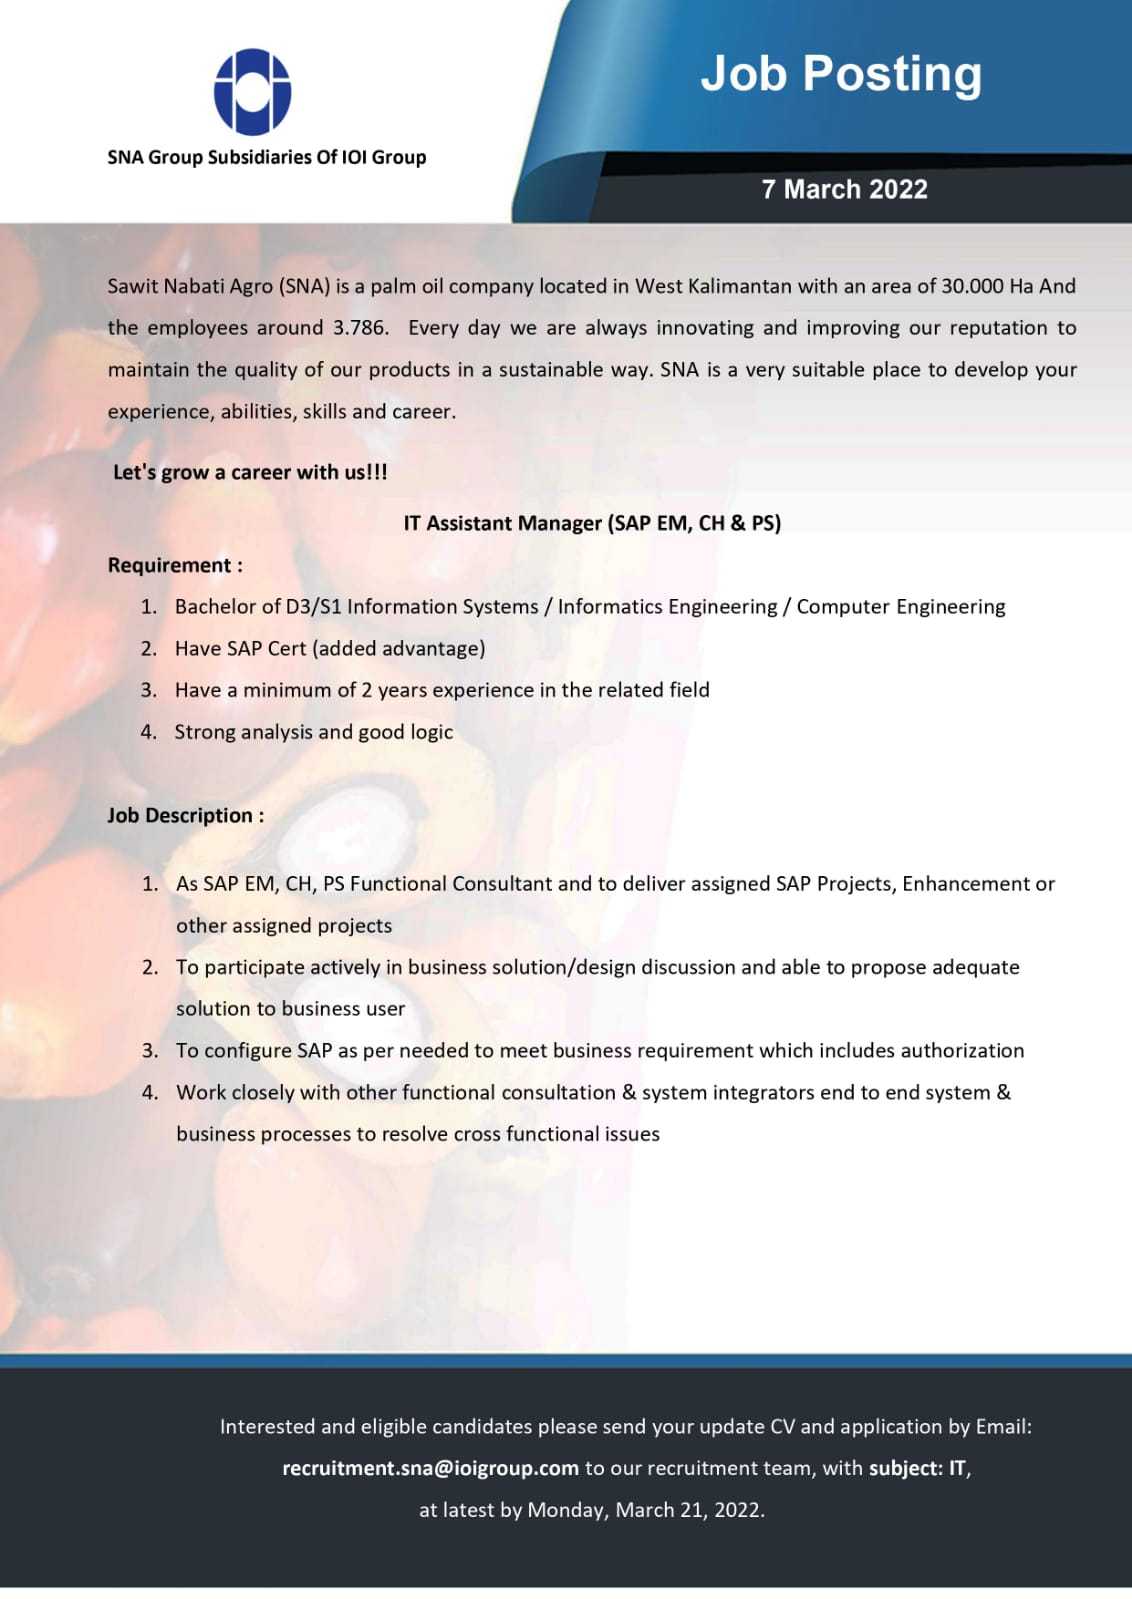 Job Posting
SNA Group Subsidiaries Of IOI Group
7 March 2022
Sawit Nabati Agro (SNA) is a palm oil company located in West Kalimantan with an area of 30.000 Ha And
the employees around 3.786. Every day we are always innovating and improving our reputation to
maintain the quality of our products in a sustainable way. SNA is a very suitable place to develop your
experience, abilities, skills and career.
Let's grow a career with us!!!
IT Assistant Manager (SAP EM, CH & PS)
Requirement :
1. Bachelor of D3/S1 Information Systems / Informatics Engineering / Computer Engineering
2. Have SAP Cert (added advantage)
3. Have a minimum of 2 years experience in the related field
4. Strong analysis and good logic
Job Description :
1. As SAP EM, CH, PS Functional Consultant and to deliver assigned SAP Projects, Enhancement or
other assigned projects
2. To participate actively in business solution/design discussion and able to propose adequate
solution to business user
3. To configure SAP as per needed to meet business requirement which includes authorization
4. Work closely with other functional consultation & system integrators end to end system &
business processes to resolve cross functional issues
Interested and eligible candidates please send your update CV and application by Email:
recruitment.sna@ioigroup.com to our recruitment team, with subject: IT,
at latest by Monday, March 21, 2022.